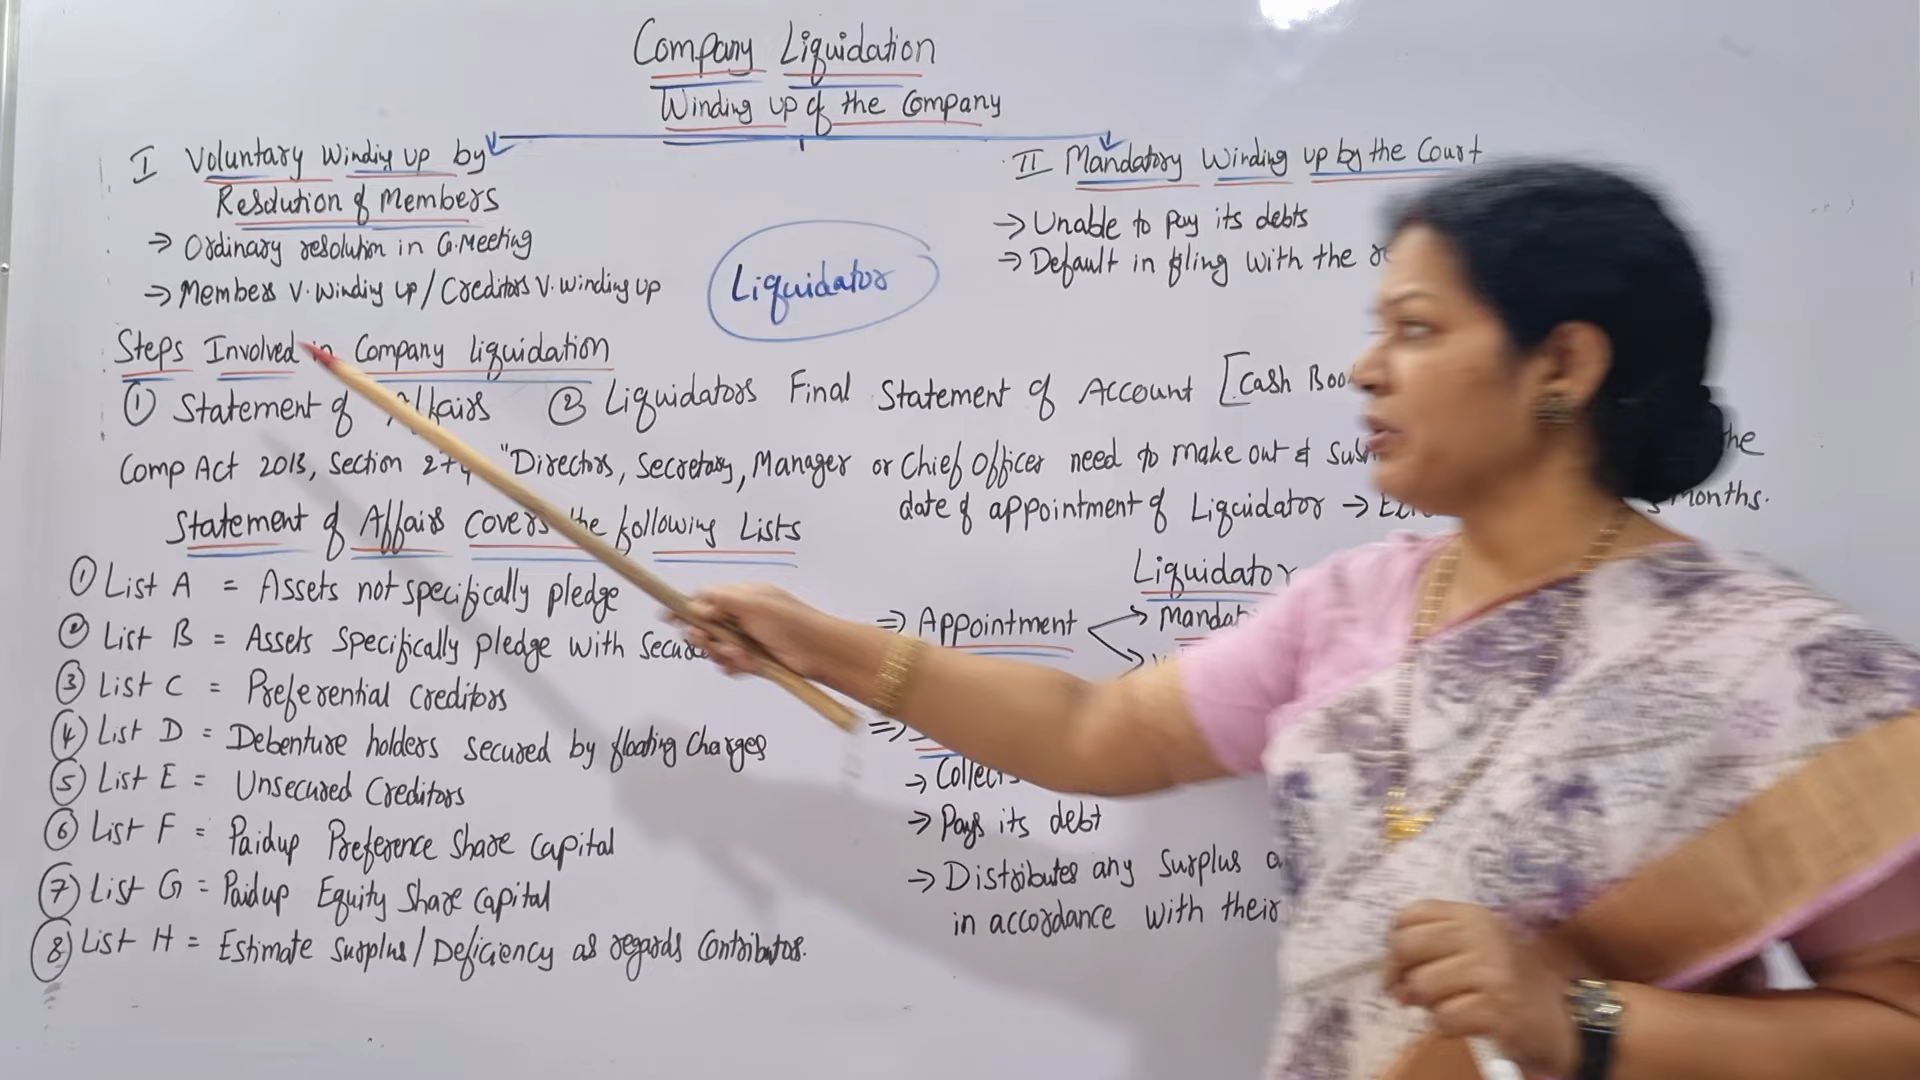 Company Liquidation
Winding up of the Company
I Voluntary Winding up by
Resolution of Members
→ Ordinary resolution in G.Meeting
→ Members V. Winding up / Creditors V. Winding up
II Mandatory Winding up by the Court
→ Unable to pay its debts
→ Default in filing with the
Liquidator
Steps Involved in Company liquidation
① Statement of Affairs ② Liquidators Final Statement of Account [Cash Boo
Comp Act 2013, Section "Directors, Secretary, Manager or Chief Officer need to make out & the
date of appointment of Liquidator → months.
Statement of Affairs Covers the following Lists
① List A = Assets not specifically pledge
② List B = Assets Specifically pledge with
③ List C = Preferential Creditors
④ List D = Debenture holders secured by floating Charges
⑤ List E = Unsecured Creditors
⑥ List F = Paidup Preference Share Capital
⑦ List G = Paidup Equity Share Capital
⑧ List H = Estimate Surplus / Deficiency as regards Contributos.
Liquidator
⇒ Appointment → Mandat
→ Collects
→ Pays its debt
→ Distributes any Surplus
in accordance with their